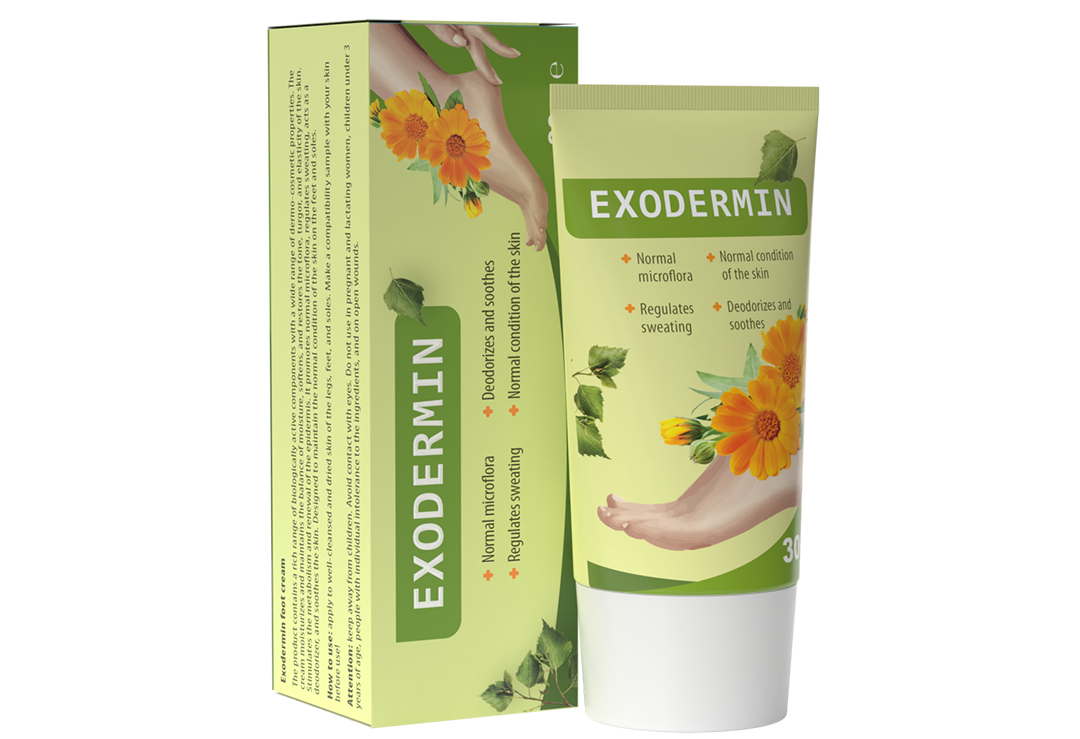 Exodermin foot cream
The product contains a rich range of biologically active components with a wide range of dermo-cosmetic properties. The
cream moisturizes and maintains the balance of moisture, softens, and restores the tone, turgor, and elasticity of the skin.
Stimulates the metabolism and renewal of the epidermis. It promotes normal microflora, regulates sweating, acts as a
deodorizer, and soothes the skin. Designed to maintain the normal condition of the skin on the feet and soles.
How to use: apply to well-cleansed and dried skin of the legs, feet, and soles. Make a compatibility sample with your skin
before use!
Attention: keep away from children. Avoid contact with eyes. Do not use in pregnant and lactating women, children under 3
years of age, people with individual intolerance to the ingredients, and on open wounds.
EXODERMIN
Normal microflora
Deodorizes and soothes
Regulates sweating
Normal condition of the skin
e
EXODERMIN
Normal
microflora
Normal condition
of the skin
Regulates
sweating
Deodorizes and
soothes
30